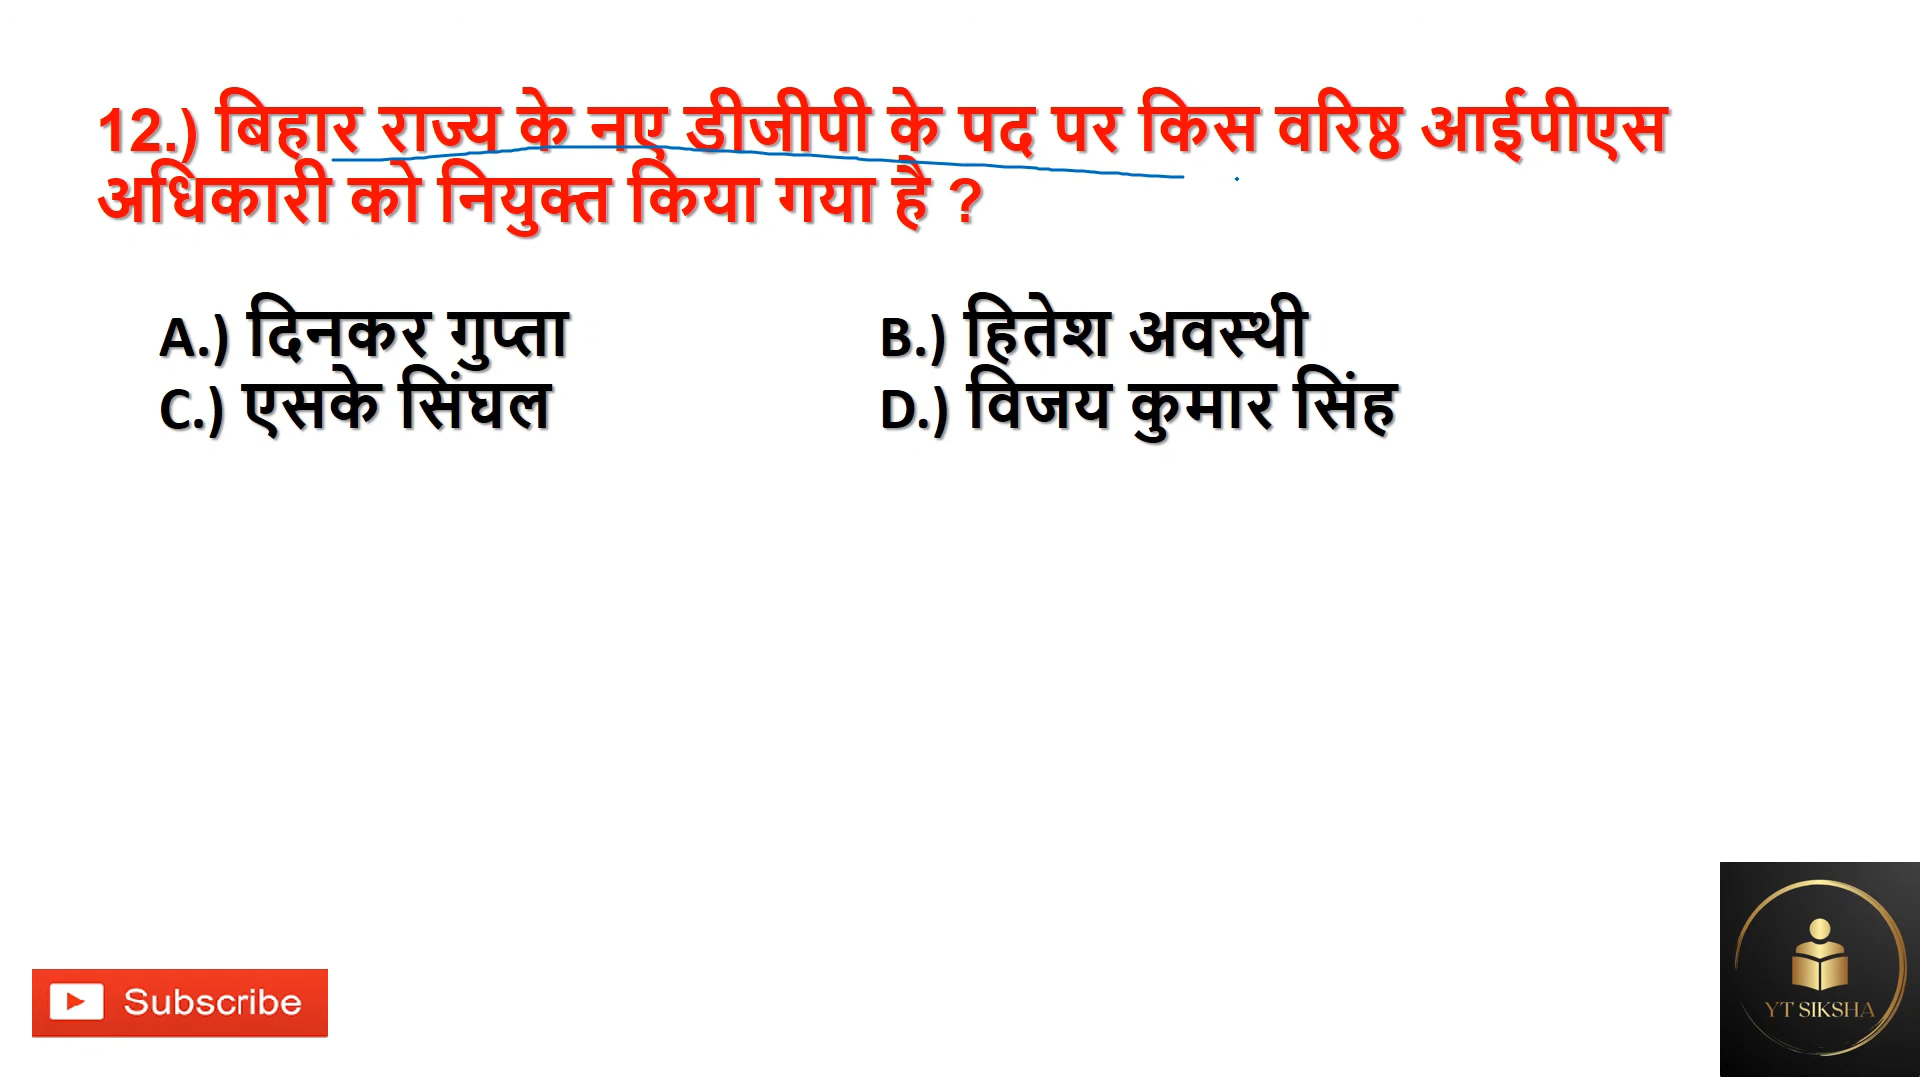 12.) बिहार राज्य के नए डीजीपी के पद पर किस वरिष्ठ आईपीएस
अधिकारी को नियुक्त किया गया है ?
A.) दिनकर गुप्ता B.) हितेश अवस्थी
C.) एसके सिंघल D.) विजय कुमार सिंह
Subscribe
YT SIKSHA